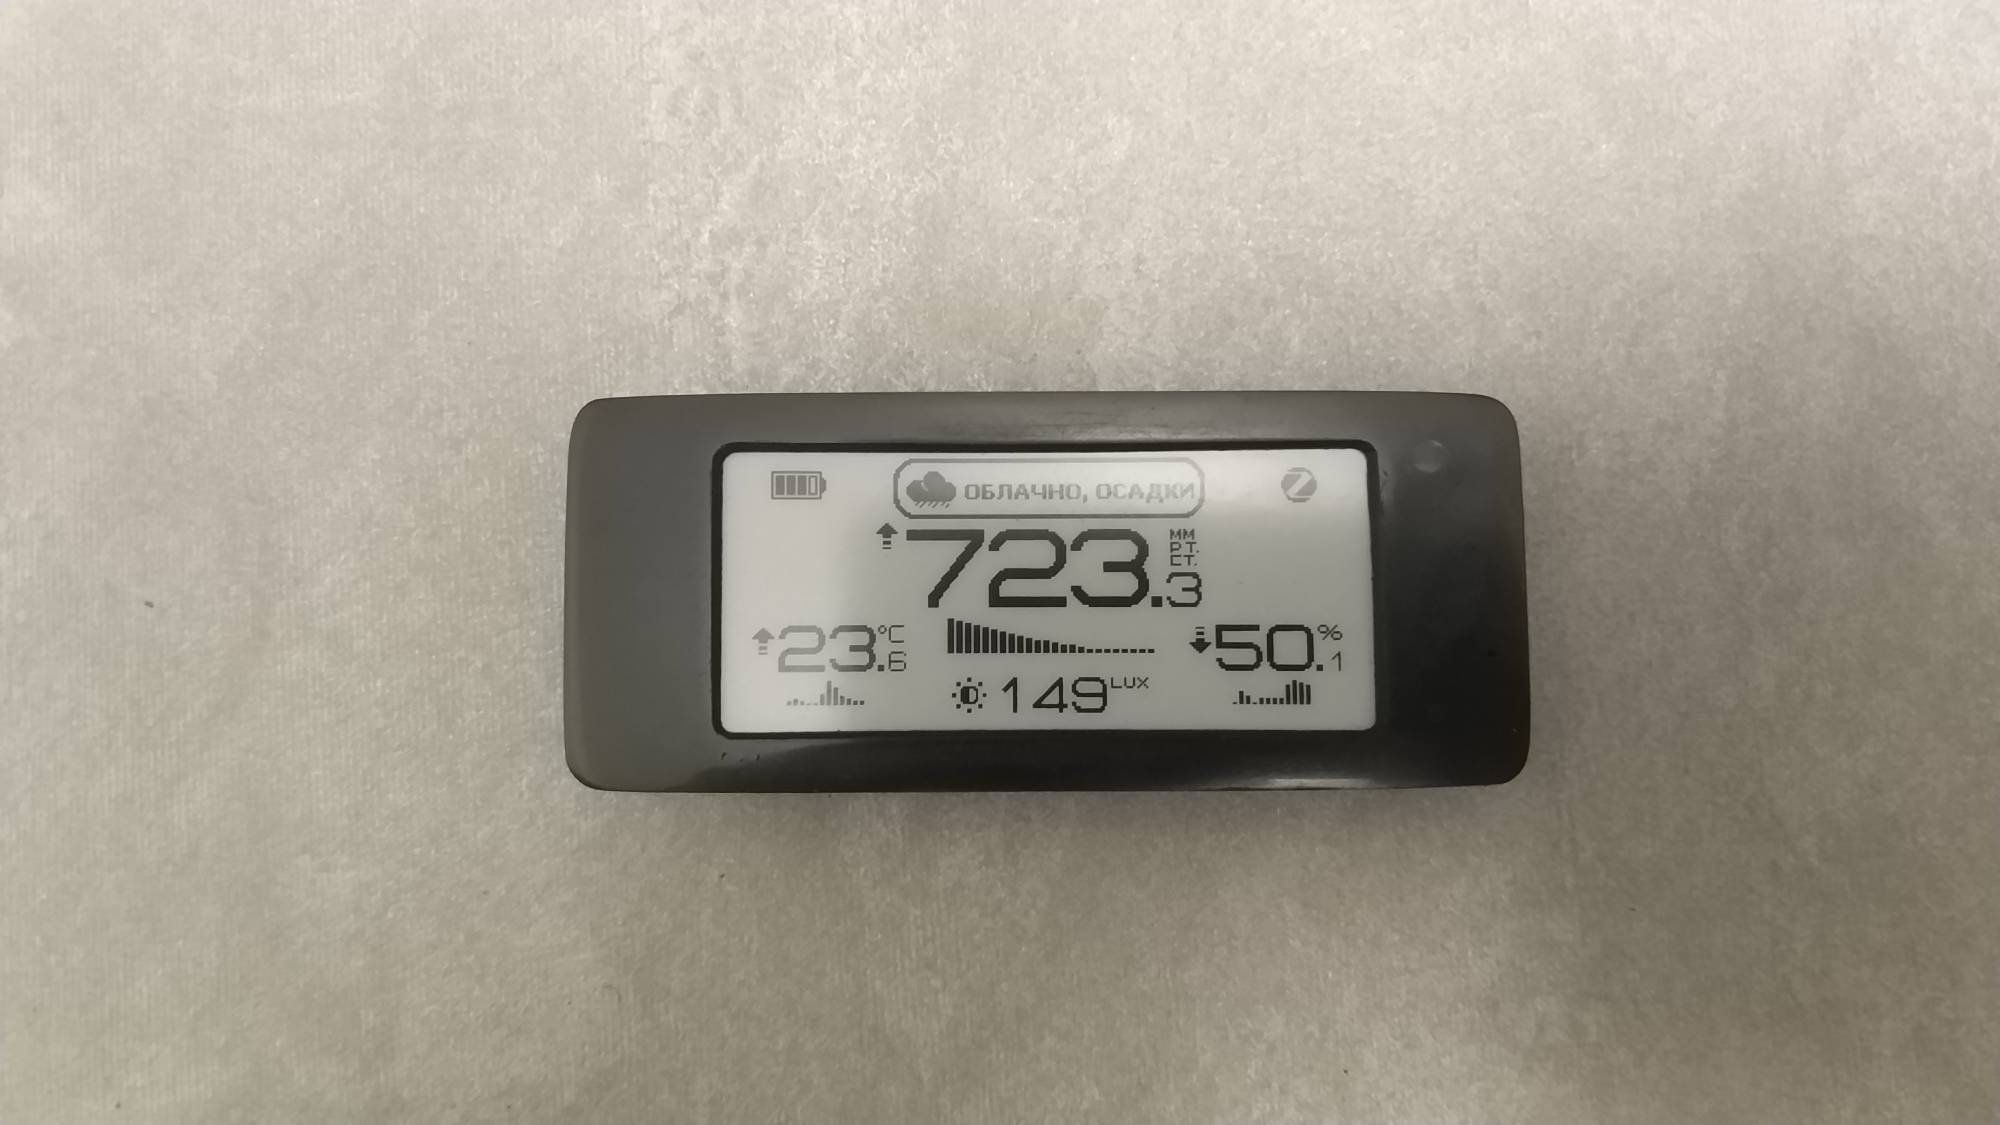 ОБЛАЧНО, ОСАДКИ
723.3 ММ РТ. СТ.
23.6 °C
50.1 %
149 LUX